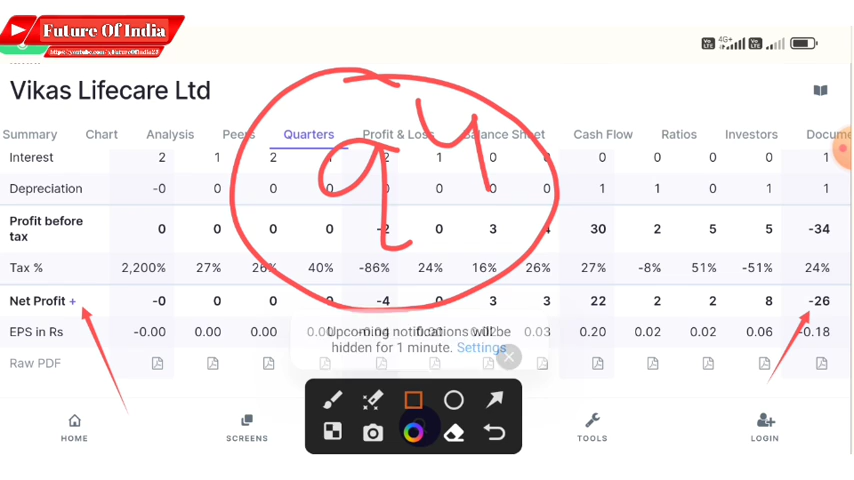 Future Of India
Vikas Lifecare Ltd
Summary Chart Analysis Peers Quarters Profit & Loss Balance Sheet Cash Flow Ratios Investors Docum
Interest 2 1 2 1 2 1 0 0 0 0 0 0 1
Depreciation -0 0 0 0 0 0 0 0 1 1 0 1 1
Profit before tax 0 0 0 0 -2 0 3 4 30 2 5 5 -34
Tax % 2,200% 27% 26% 40% -86% 24% 16% 26% 27% -8% 51% -51% 24%
Net Profit + -0 0 0 0 -4 0 3 3 22 2 2 8 -26
EPS in Rs -0.00 0.00 0.00 0.03 0.20 0.02 0.02 0.06 -0.18
Raw PDF
q4
Upcoming notifications will be
hidden for 1 minute. Settings
HOME SCREENS TOOLS LOGIN